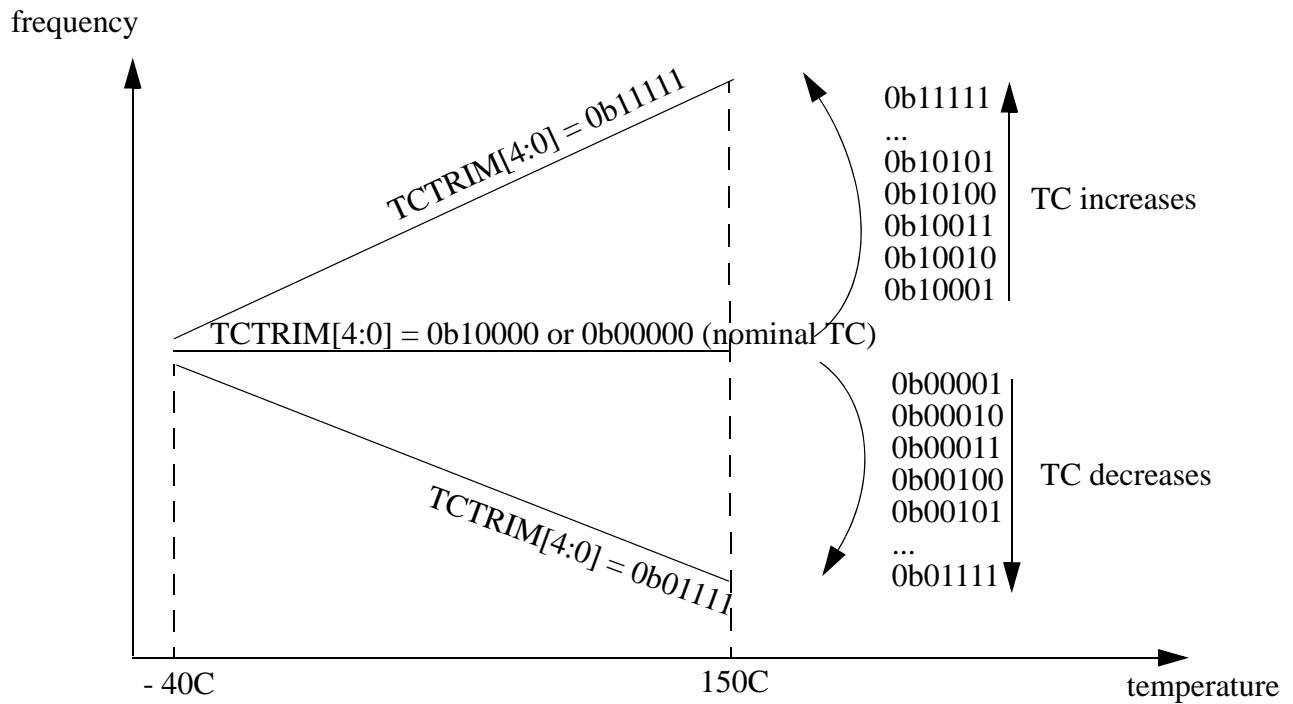 frequency
TCTRIM[4:0] = 0b11111
0b11111
...
0b10101
0b10100
0b10011
0b10010
0b10001
TC increases
TCTRIM[4:0] = 0b10000 or 0b00000 (nominal TC)
0b00001
0b00010
0b00011
0b00100
0b00101
...
0b01111
TC decreases
TCTRIM[4:0] = 0b01111
- 40C
150C
temperature